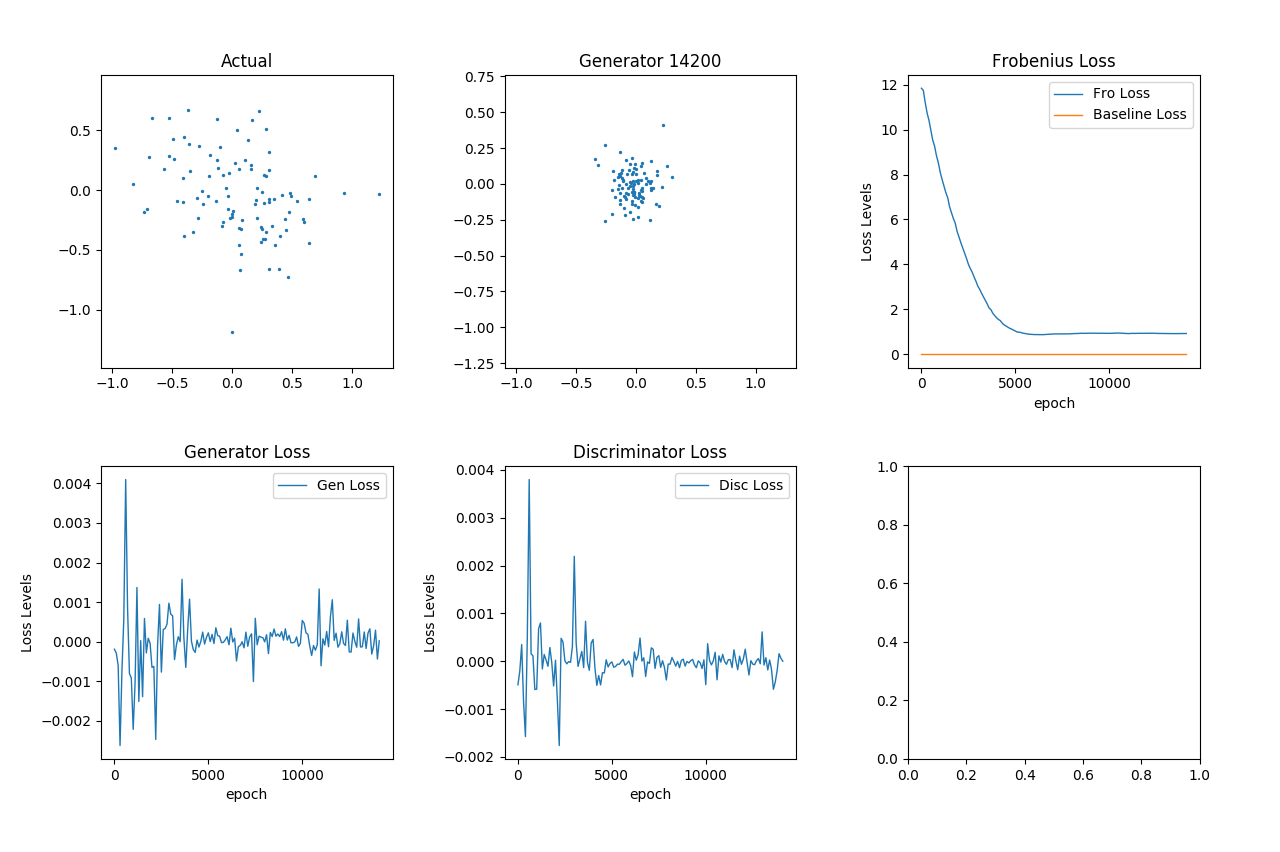 Actual
0.5
0.0
−0.5
−1.0
−1.0 −0.5 0.0 0.5 1.0
Generator 14200
0.75
0.50
0.25
0.00
−0.25
−0.50
−0.75
−1.00
−1.25
−1.0 −0.5 0.0 0.5 1.0
Frobenius Loss
Fro Loss
Baseline Loss
Loss Levels
12
10
8
6
4
2
0
0 5000 10000
epoch
Generator Loss
Gen Loss
Loss Levels
0.004
0.003
0.002
0.001
0.000
−0.001
−0.002
0 5000 10000
epoch
Discriminator Loss
Disc Loss
Loss Levels
0.004
0.003
0.002
0.001
0.000
−0.001
−0.002
0 5000 10000
epoch
1.0
0.8
0.6
0.4
0.2
0.0
0.0 0.2 0.4 0.6 0.8 1.0